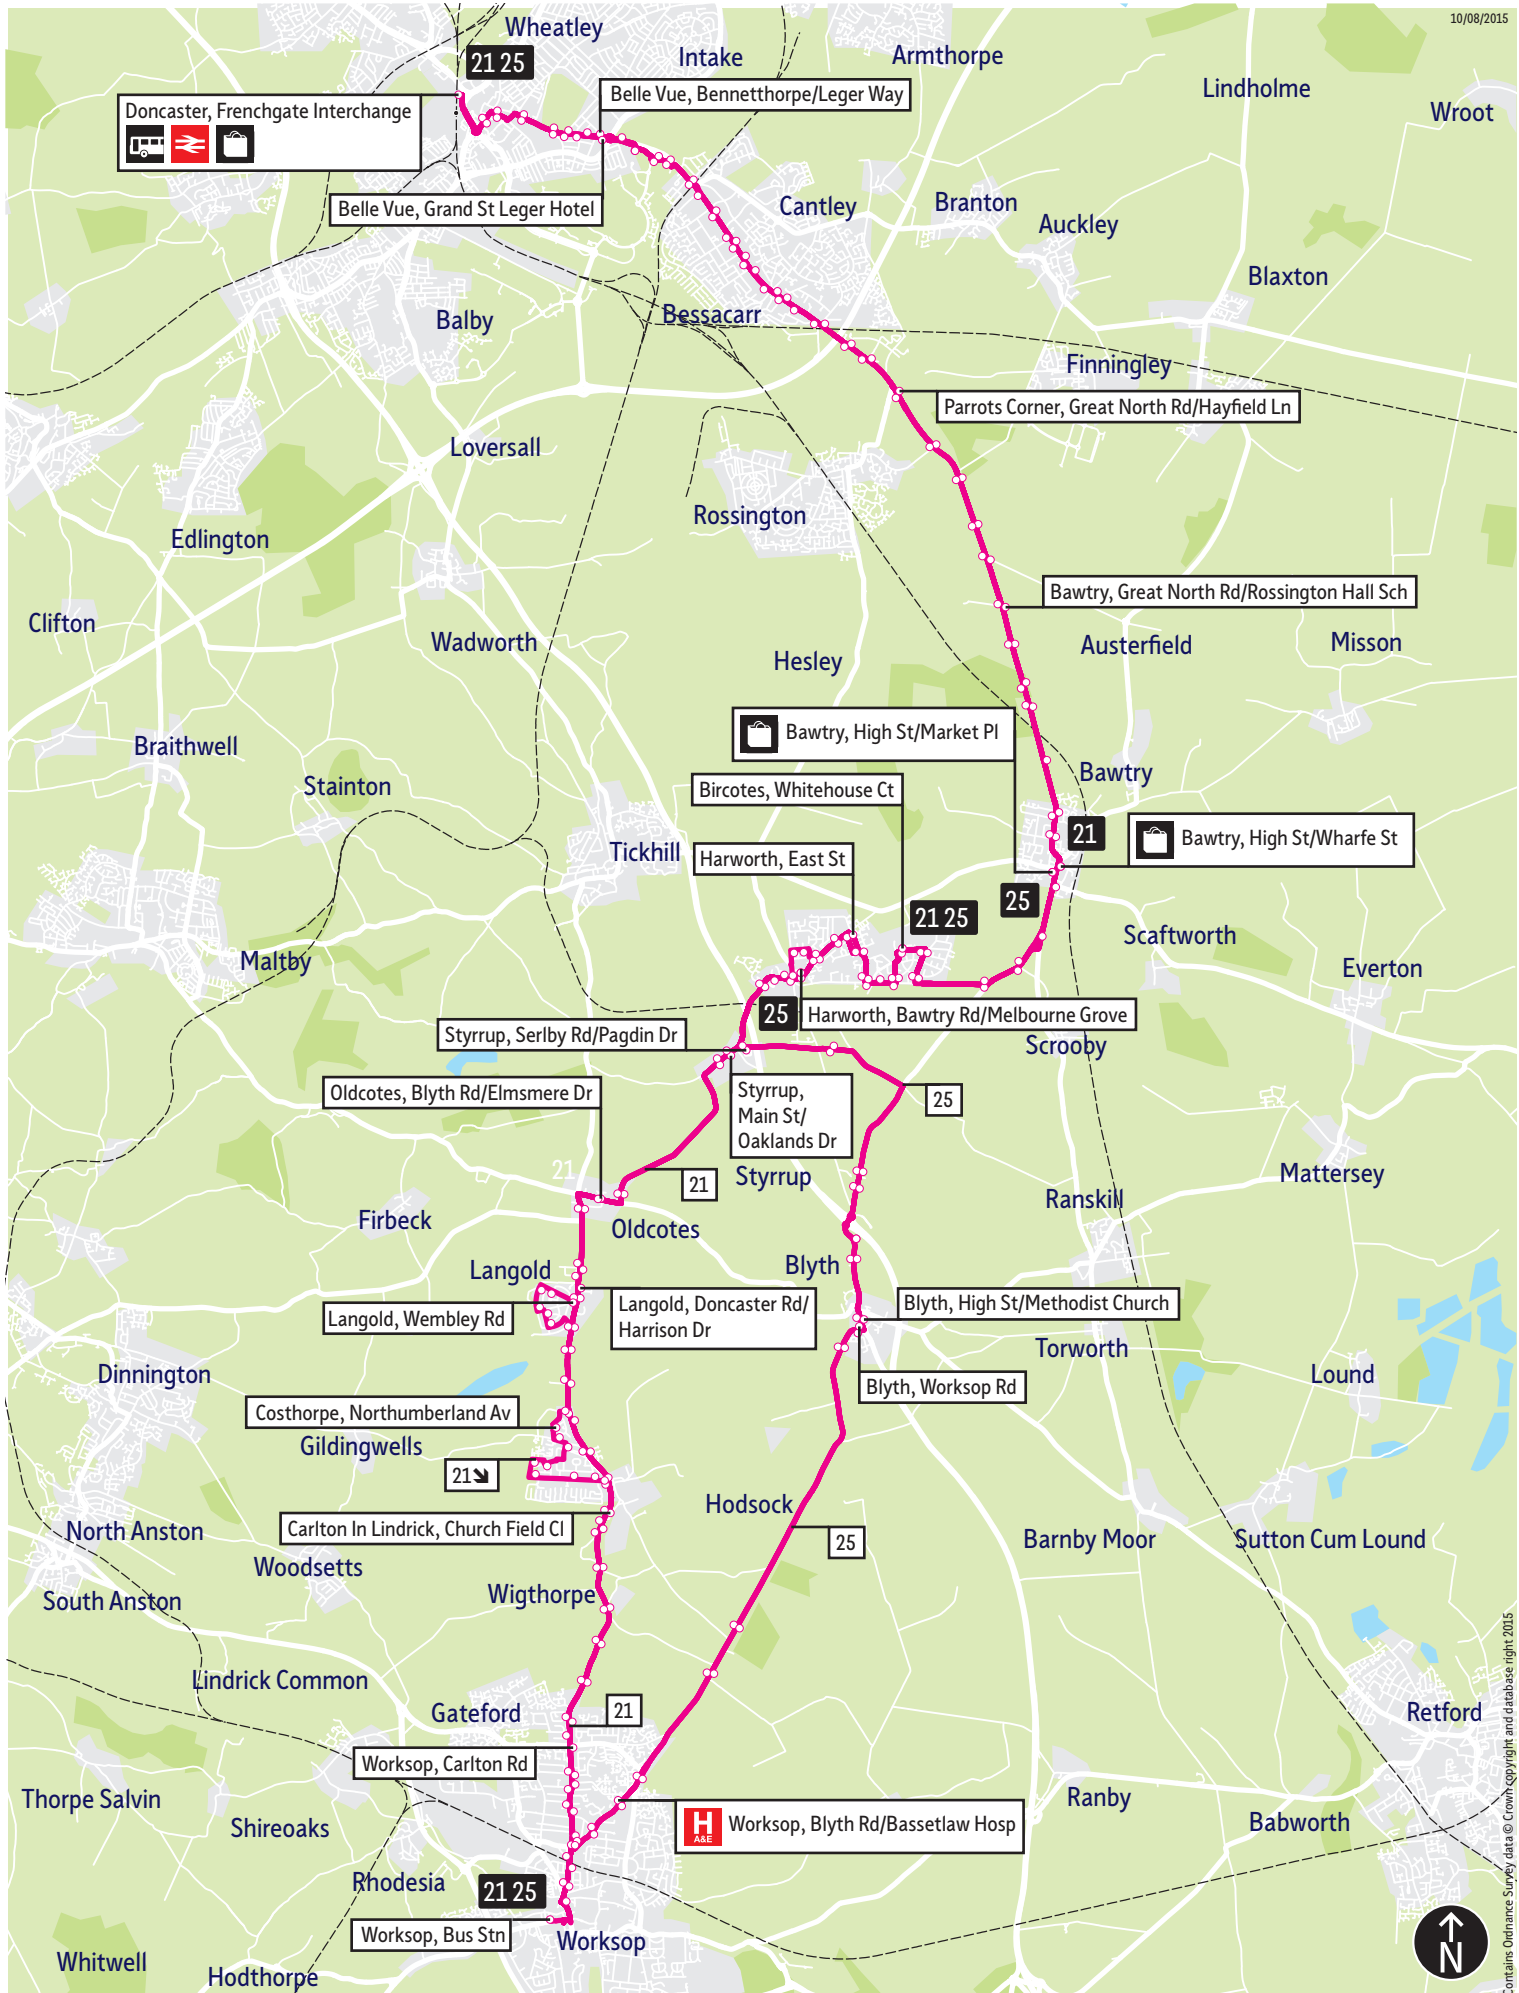 10/08/2015
Wheatley
21 25
Intake
Armthorpe
Lindholme
Wroot
Doncaster, Frenchgate Interchange
Belle Vue, Bennetthorpe/Leger Way
Belle Vue, Grand St Leger Hotel
Cantley
Branton
Auckley
Blaxton
Balby
Bessacarr
Finningley
Parrots Corner, Great North Rd/Hayfield Ln
Loversall
Rossington
Edlington
Bawtry, Great North Rd/Rossington Hall Sch
Clifton
Wadworth
Hesley
Austerfield
Misson
Bawtry, High St/Market Pl
Braithwell
Stainton
Bawtry
Bircotes, Whitehouse Ct
21
Bawtry, High St/Wharfe St
Tickhill
Harworth, East St
25
21 25
Scaftworth
Maltby
Everton
25
Harworth, Bawtry Rd/Melbourne Grove
Styrrup, Serlby Rd/Pagdin Dr
Scrooby
Oldcotes, Blyth Rd/Elmsmere Dr
Styrrup,
Main St/
Oaklands Dr
25
21
Styrrup
21
Mattersey
Ranskill
Firbeck
Oldcotes
Langold
Blyth
Langold, Wembley Rd
Langold, Doncaster Rd/
Harrison Dr
Blyth, High St/Methodist Church
Torworth
Dinnington
Lound
Blyth, Worksop Rd
Costhorpe, Northumberland Av
Gildingwells
21
Hodsock
Carlton In Lindrick, Church Field Cl
25
North Anston
Woodsetts
Barnby Moor
Sutton Cum Lound
South Anston
Wigthorpe
Lindrick Common
Gateford
21
Retford
Worksop, Carlton Rd
Thorpe Salvin
Shireoaks
Ranby
Babworth
H
A&E
Worksop, Blyth Rd/Bassetlaw Hosp
Rhodesia
21 25
Worksop, Bus Stn
Worksop
Whitwell
Hodthorpe
N
Contains Ordnance Survey data © Crown copyright and database right 2015